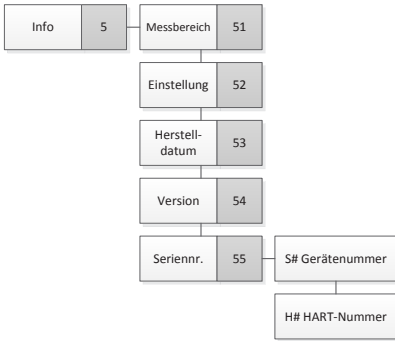 Info 5 Messbereich 51
Einstellung 52
Herstell-
datum 53
Version 54
Seriennr. 55 S# Gerätenummer
H# HART-Nummer